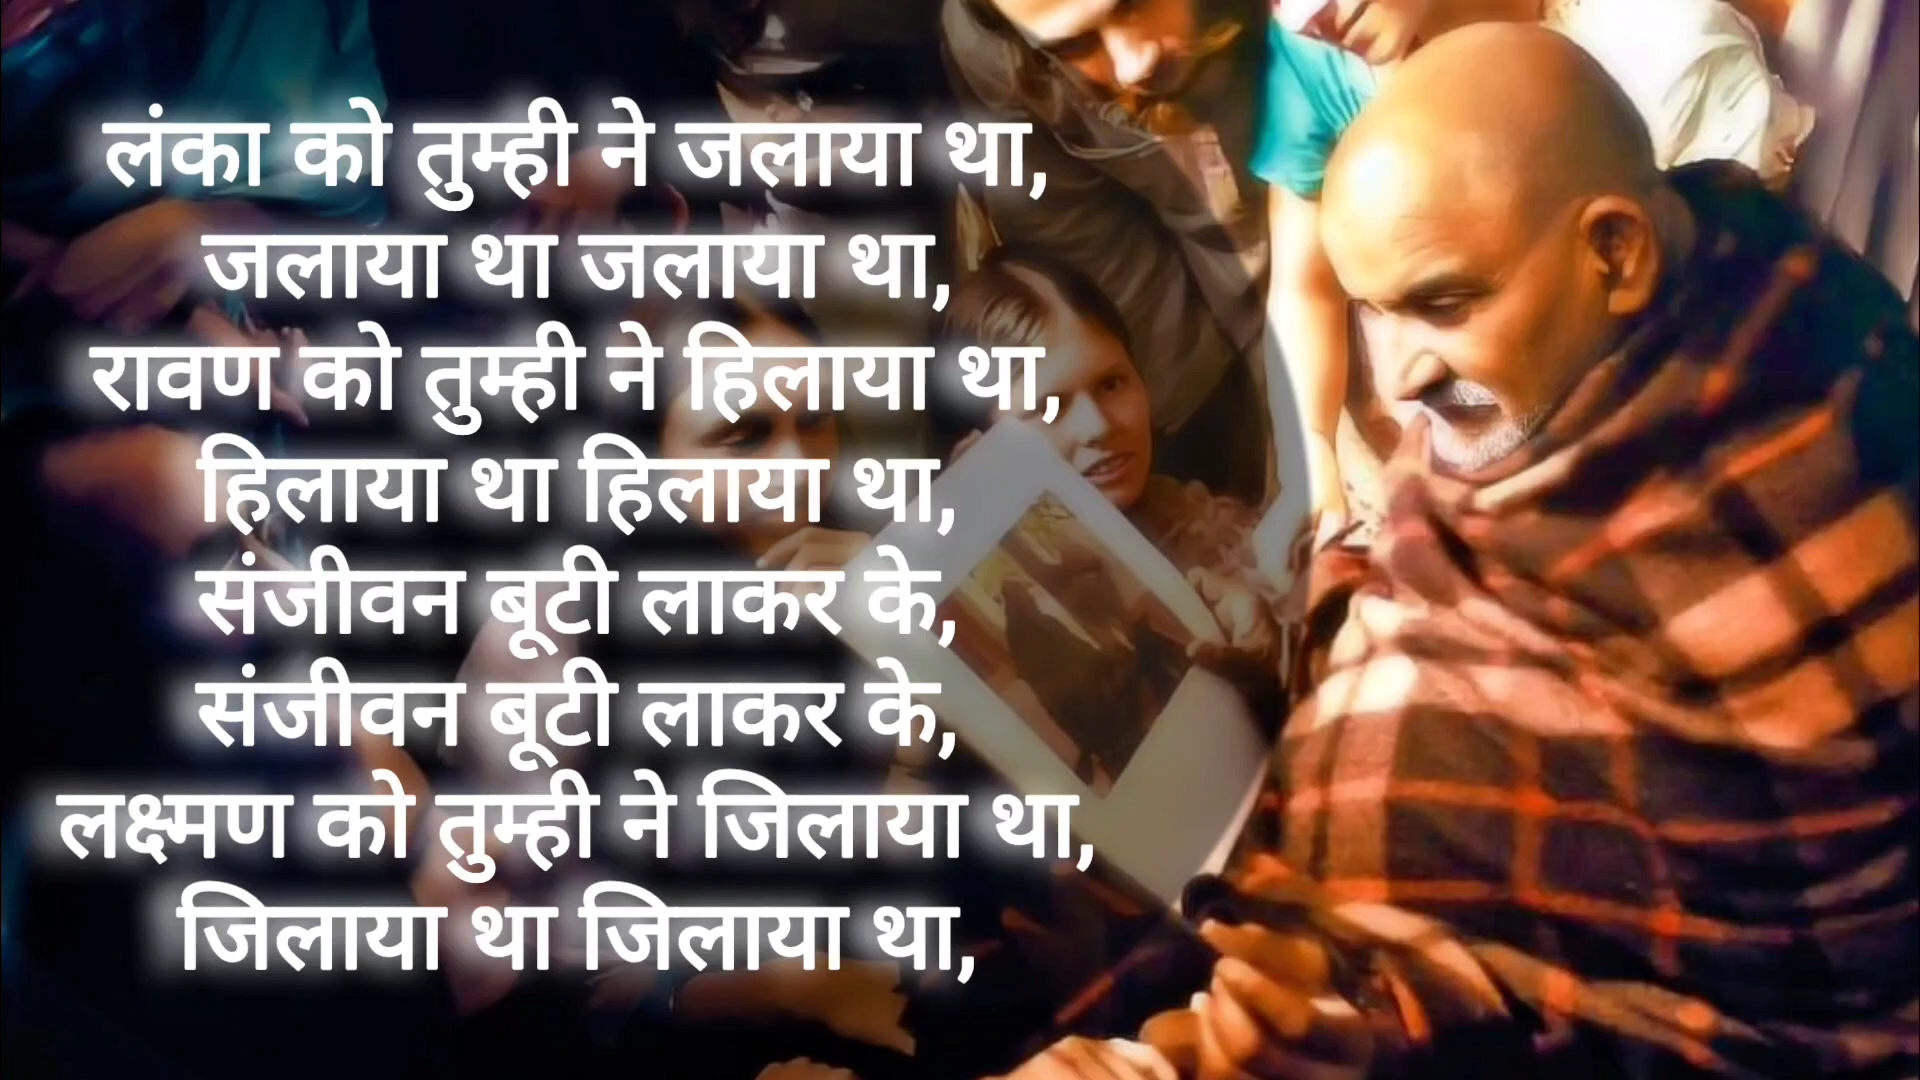 लंका को तुम्ही ने जलाया था,
जलाया था जलाया था,
रावण को तुम्ही ने हिलाया था,
हिलाया था हिलाया था,
संजीवन बूटी लाकर के,
संजीवन बूटी लाकर के,
लक्ष्मण को तुम्ही ने जिलाया था,
जिलाया था जिलाया था,